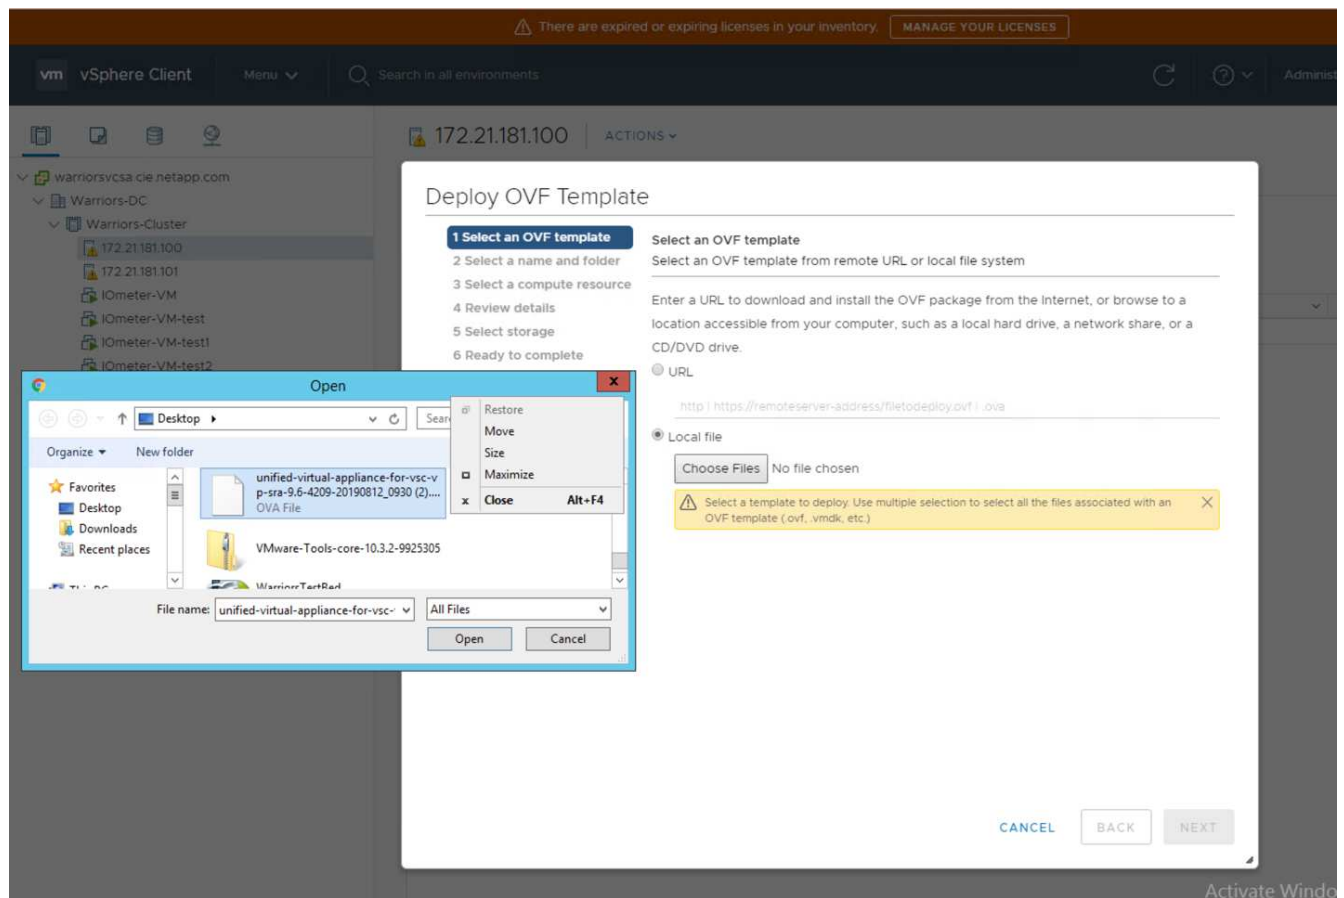 There are expired or expiring licenses in your inventory. MANAGE YOUR LICENSES
vm vSphere Client Menu Search in all environments Administ
172.21.181.100 ACTIONS
warriorsvcsa.cie.netapp.com
Warriors-DC
Warriors-Cluster
172.21.181.100
172.21.181.101
IOmeter-VM
IOmeter-VM-test
IOmeter-VM-test1
IOmeter-VM-test2
Deploy OVF Template
1 Select an OVF template
2 Select a name and folder
3 Select a compute resource
4 Review details
5 Select storage
6 Ready to complete
Select an OVF template
Select an OVF template from remote URL or local file system
Enter a URL to download and install the OVF package from the Internet, or browse to a
location accessible from your computer, such as a local hard drive, a network share, or a
CD/DVD drive.
URL
http | https://remoteserver-address/filetodeploy.ovf | .ova
Local file
Choose Files No file chosen
Select a template to deploy. Use multiple selection to select all the files associated with an
OVF template (.ovf, .vmdk, etc.)
CANCEL BACK NEXT
Open x
Desktop Sear
Organize New folder
Favorites
Desktop
Downloads
Recent places
unified-virtual-appliance-for-vsc-v
p-sra-9.6-4209-20190812_0930 (2)....
OVA File
VMware-Tools-core-10.3.2-9925305
WarriorsTestBed
Restore
Move
Size
Maximize
x Close Alt+F4
File name: unified-virtual-appliance-for-vsc- All Files
Open Cancel
Activate Windo